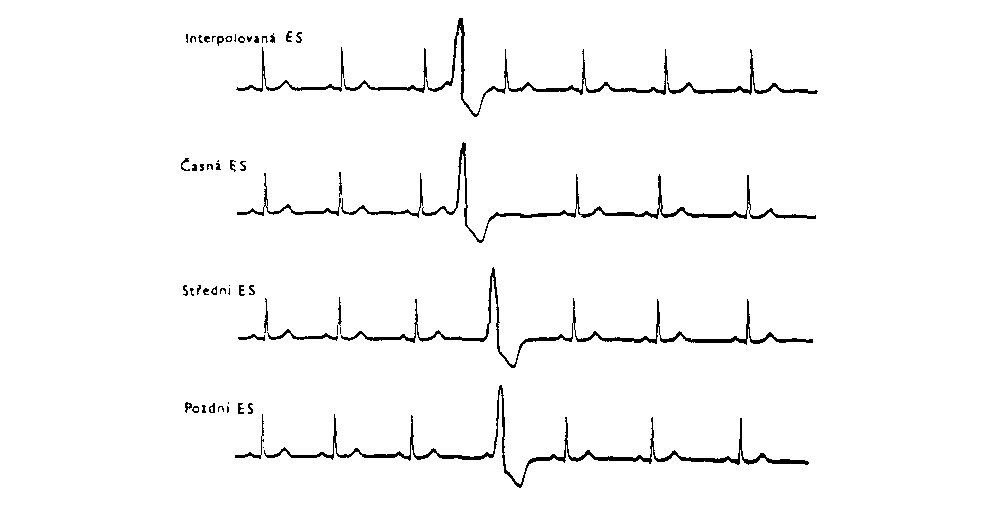 Interpolovaná ES
Časná ES
Střední ES
Pozdní ES